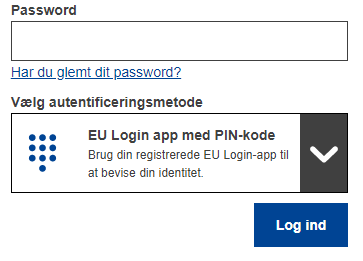 Password
Har du glemt dit password?
Vælg autentificeringsmetode
EU Login app med PIN-kode
Brug din registrerede EU Login-app til
at bevise din identitet.
Log ind